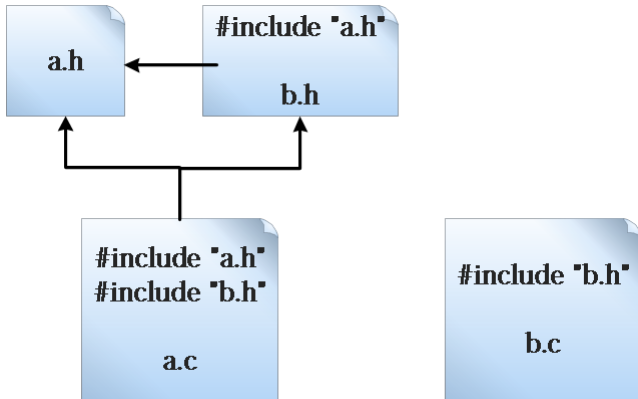 a.h
#include "a.h"
b.h
#include "a.h"
#include "b.h"
a.c
#include "b.h"
b.c